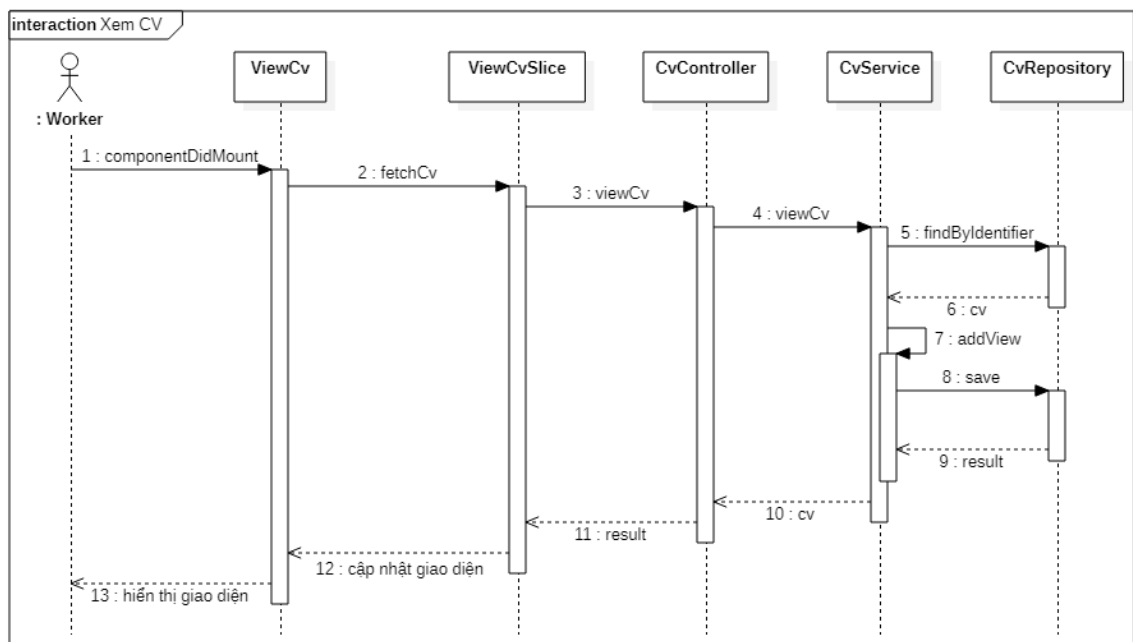 interaction Xem CV
ViewCv
ViewCvSlice
CvController
CvService
CvRepository
: Worker
1 : componentDidMount
2 : fetchCv
3 : viewCv
4 : viewCv
5 : findByIdentifier
6 : cv
7 : addView
8 : save
9 : result
10 : cv
11 : result
12 : cập nhật giao diện
13 : hiển thị giao diện